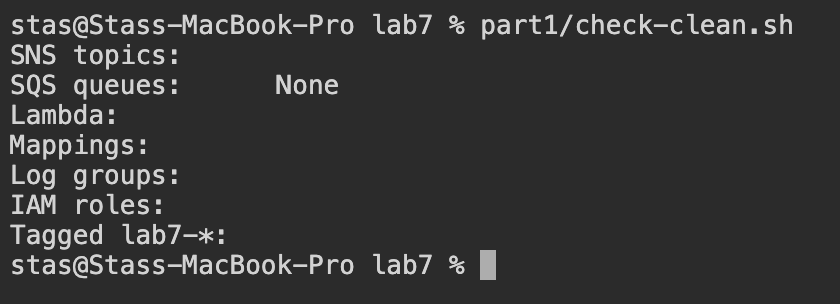 stas@Stass-MacBook-Pro lab7 % part1/check-clean.sh
SNS topics:
SQS queues:      None
Lambda:
Mappings:
Log groups:
IAM roles:
Tagged lab7-*:
stas@Stass-MacBook-Pro lab7 %